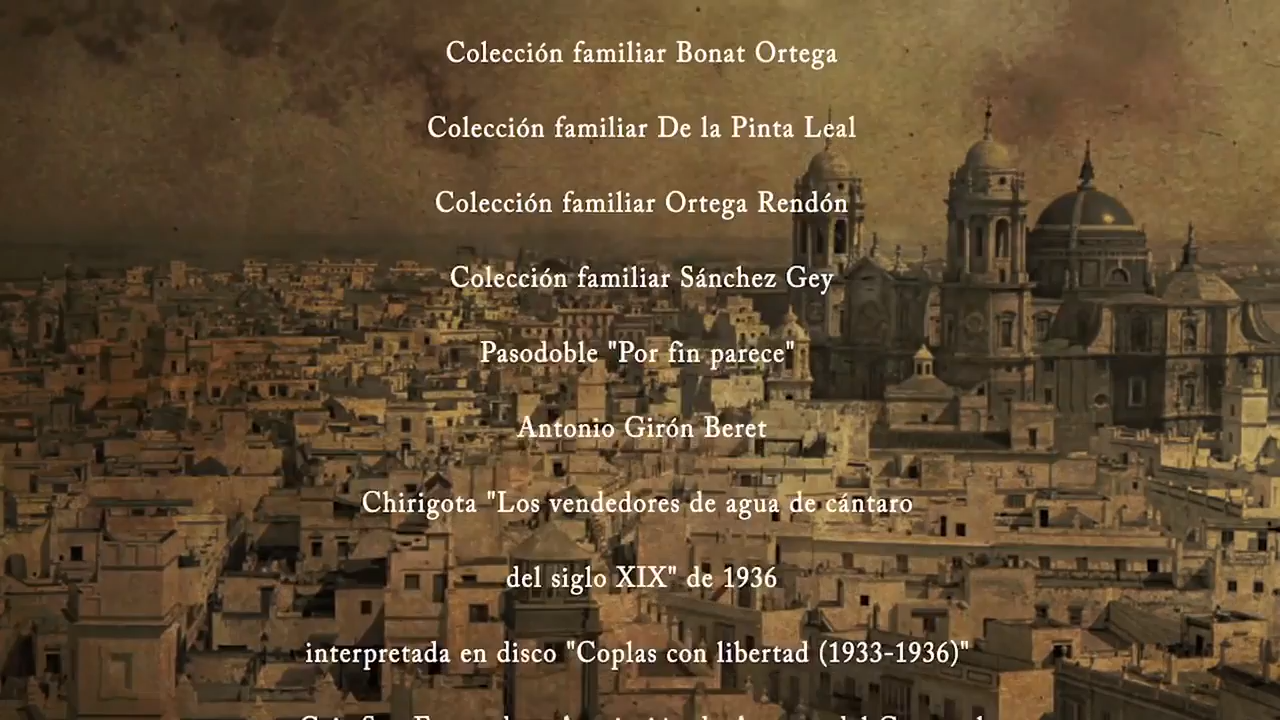 Colección familiar Bonat Ortega
Colección familiar De la Pinta Leal
Colección familiar Ortega Rendón
Colección familiar Sánchez Gey
Pasodoble "Por fin parece"
Antonio Girón Beret
Chirigota "Los vendedores de agua de cántaro
del siglo XIX" de 1936
interpretada en disco "Coplas con libertad (1933-1936)"